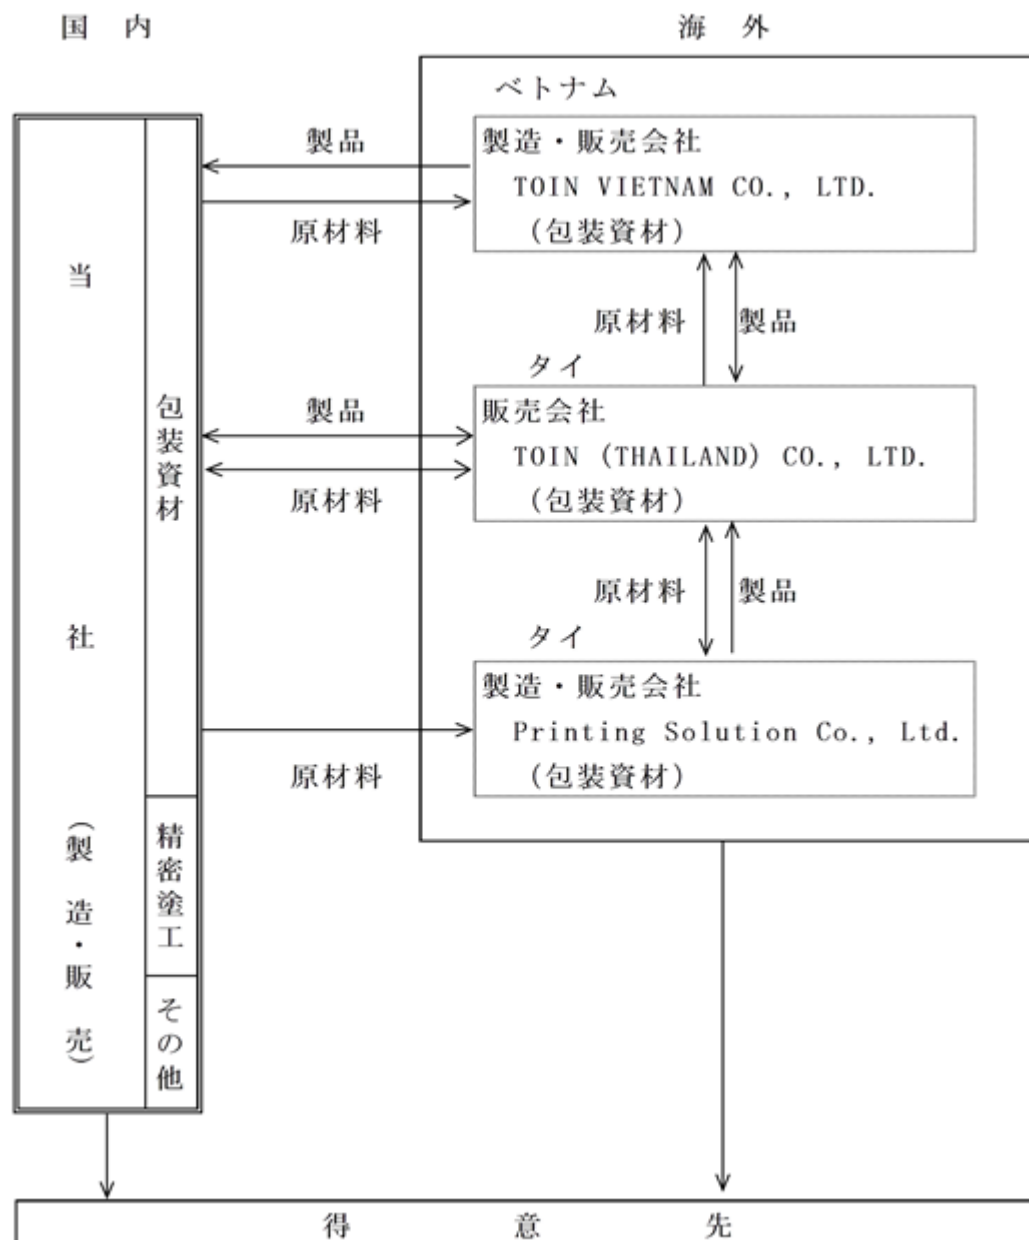 国内
海外
当社(製造・販売)
包装資材
精密塗工
その他
製品
原材料
製品
原材料
原材料
ベトナム
製造・販売会社
TOIN VIETNAM CO., LTD.
(包装資材)
原材料
製品
タイ
販売会社
TOIN (THAILAND) CO., LTD.
(包装資材)
原材料
製品
タイ
製造・販売会社
Printing Solution Co., Ltd.
(包装資材)
得意先